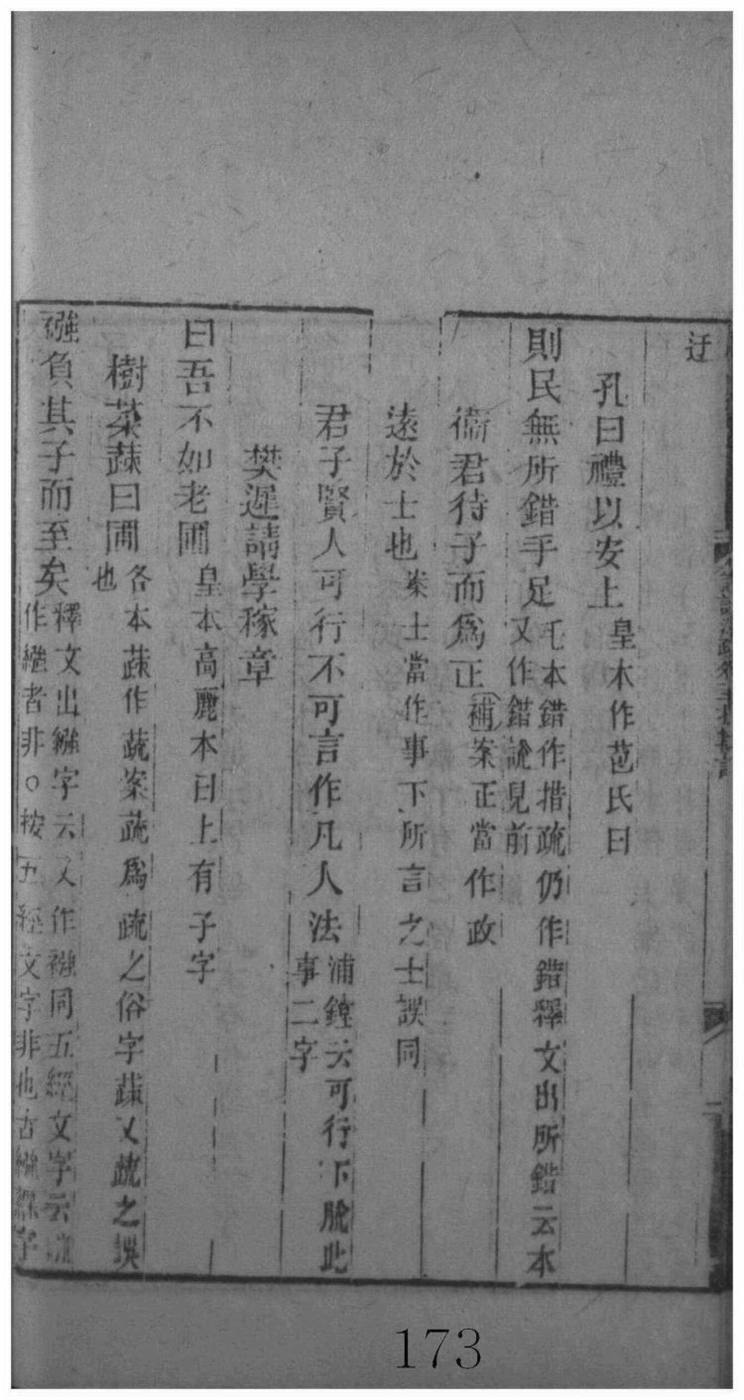 迂
孔曰禮以安上皇本作苞氏曰
則民無所錯手足毛本錯作措疏仍作錯釋文出所錯云本
又作錯說見前
衞君待子而爲正補案正當作政
遠於士也案士當作事下所言之士誤同
君子賢人可行不可言作凡人法浦鏜云可行下脫此
事二字
樊遲請學稼章
曰吾不如老圃皇本高麗本曰上有子字
樹菜蔬曰圃各本蔬作蔬案蔬爲疏之俗字蔬又蔬之誤
也
襁負其子而至矣釋文出繈字云又作襁同五經文字云
作繈者非○按五經文字非也古繈緥字
173